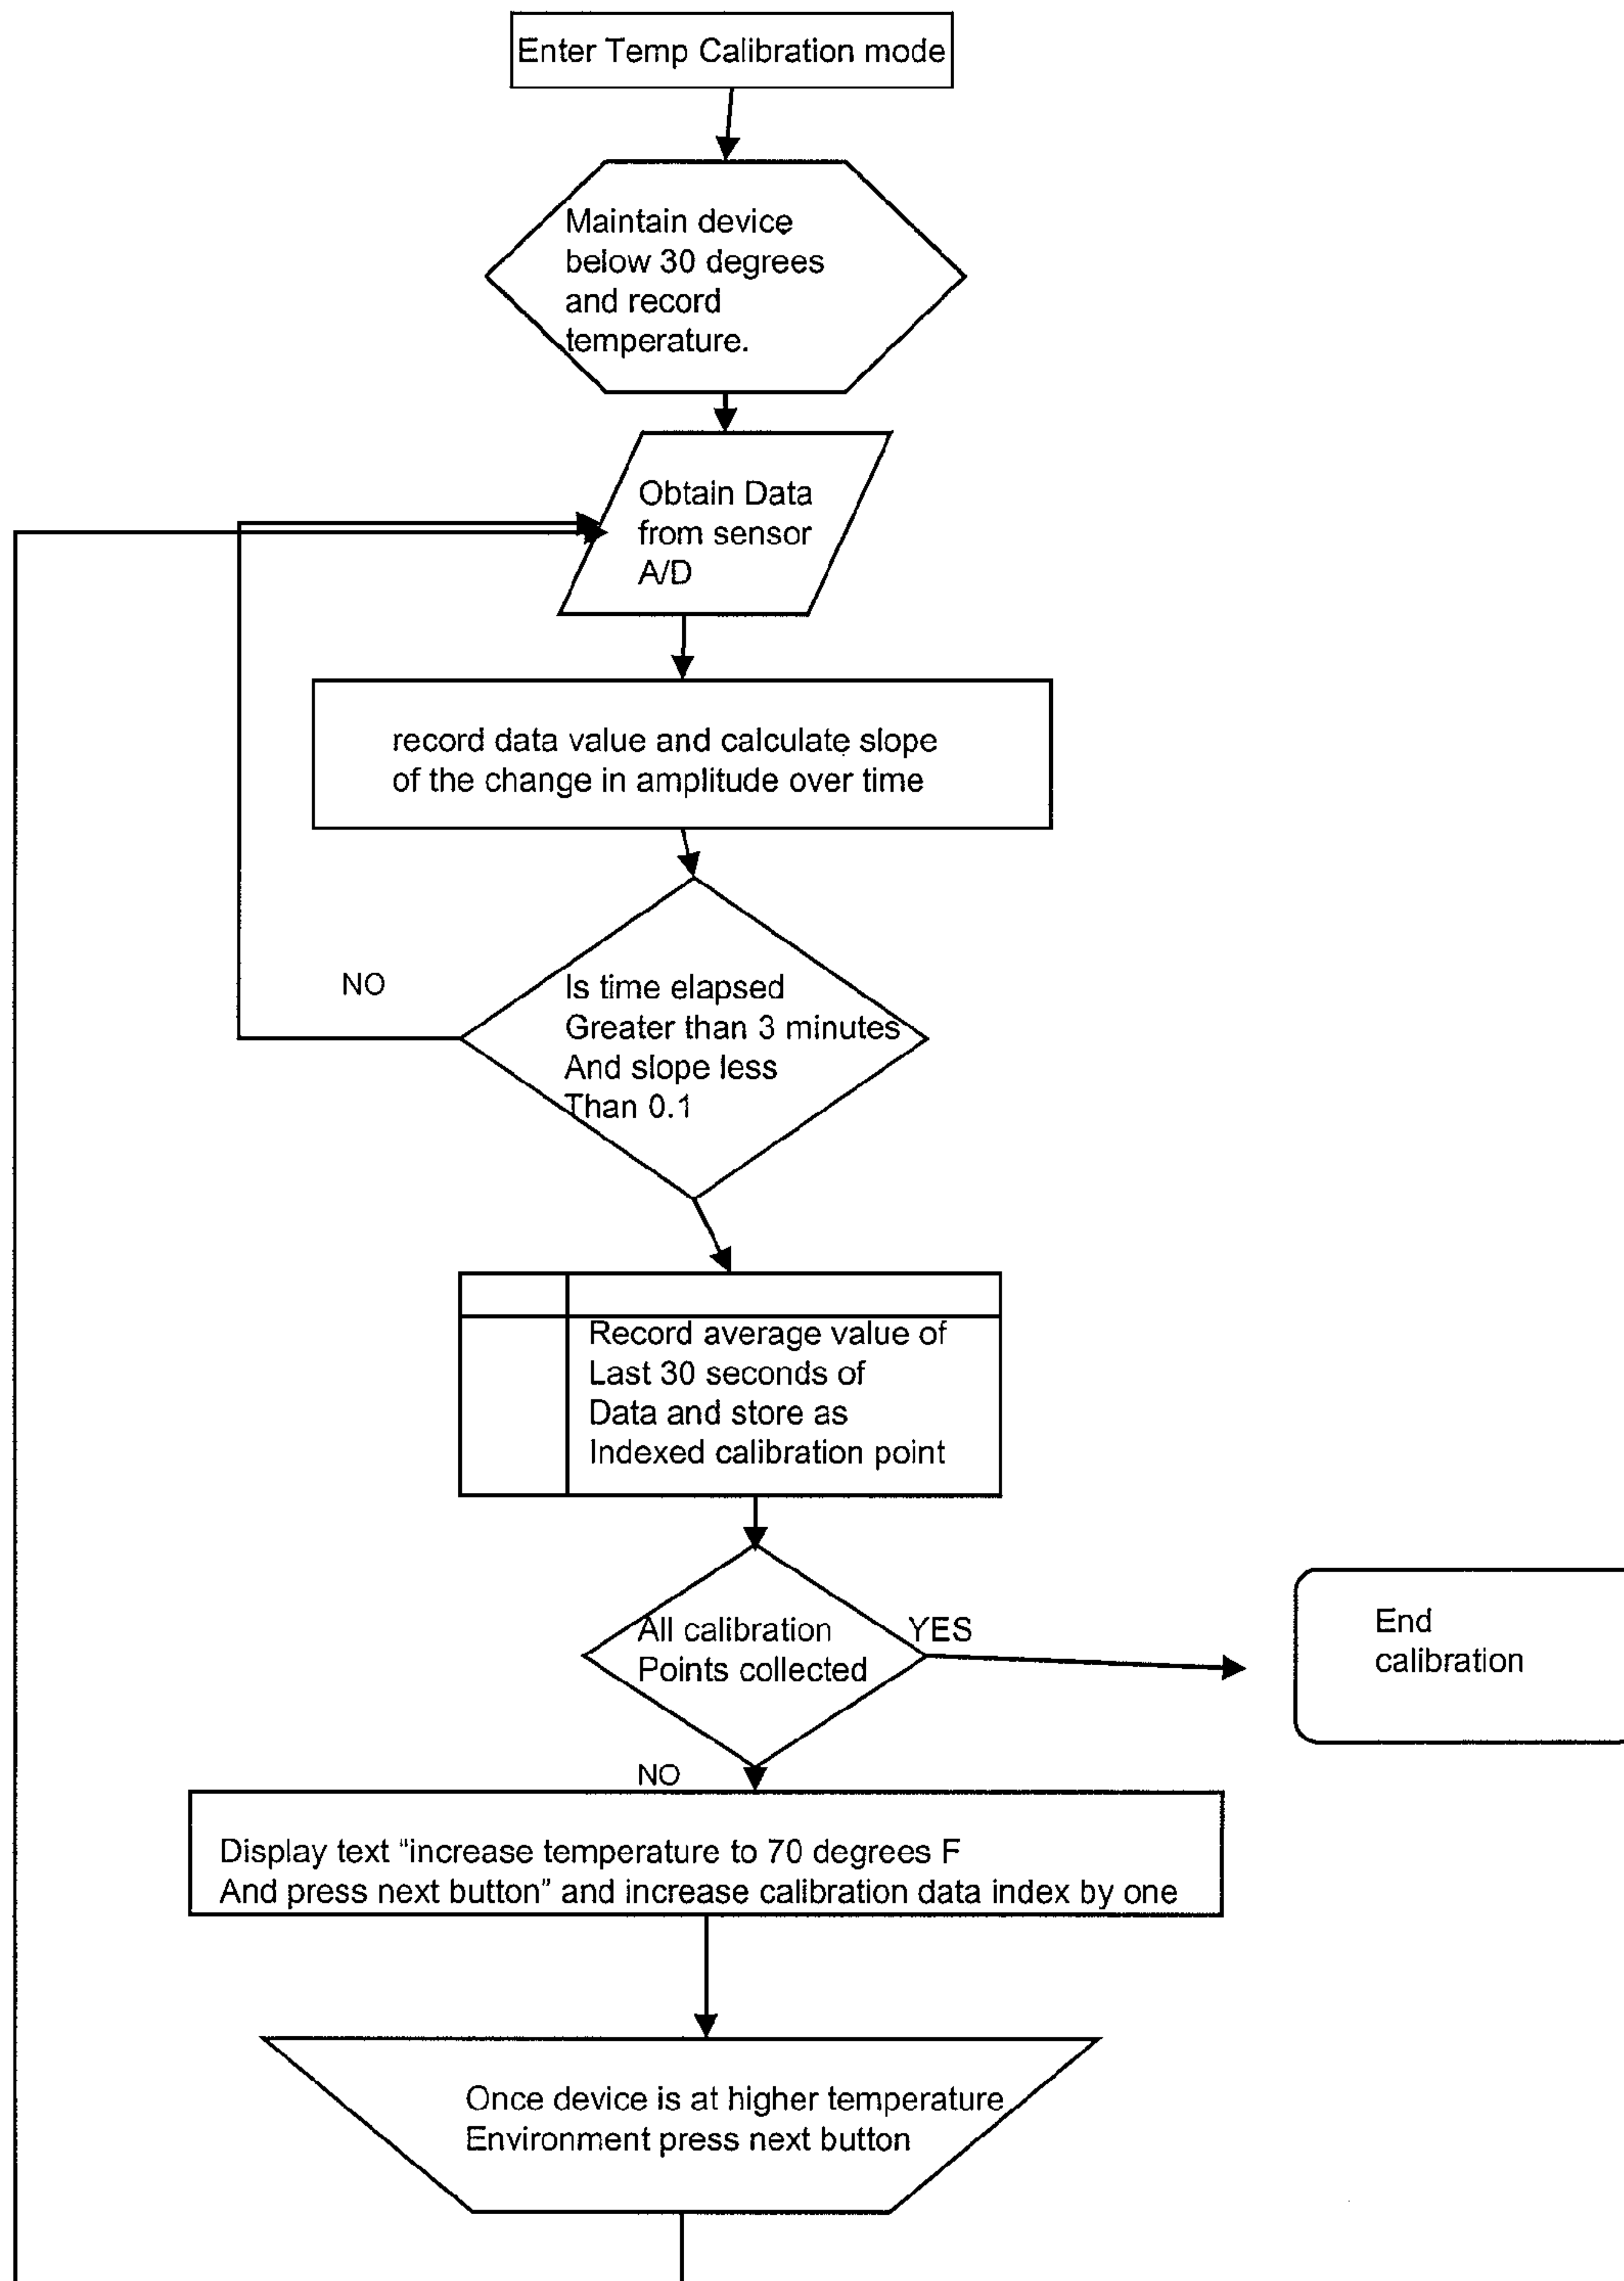 Enter Temp Calibration mode
Maintain device
below 30 degrees
and record
temperature.
Obtain Data
from sensor
A/D
record data value and calculate slope
of the change in amplitude over time
NO
Is time elapsed
Greater than 3 minutes
And slope less
Than 0.1
Record average value of
Last 30 seconds of
Data and store as
Indexed calibration point
All calibration
Points collected
YES
End
calibration
NO
Display text “increase temperature to 70 degrees F
And press next button” and increase calibration data index by one
Once device is at higher temperature
Environment press next button